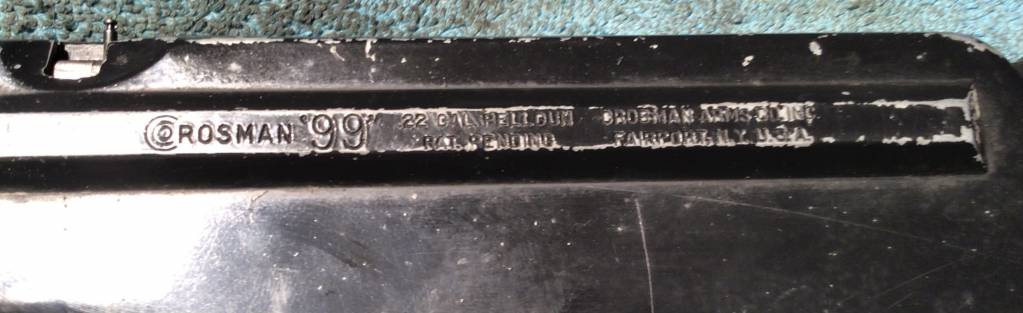 CROSMAN '99' 22 CAL PELLGUN CROSMAN ARMS CO. INC.
PAT. PENDING FAIRPORT, N.Y. U.S.A.